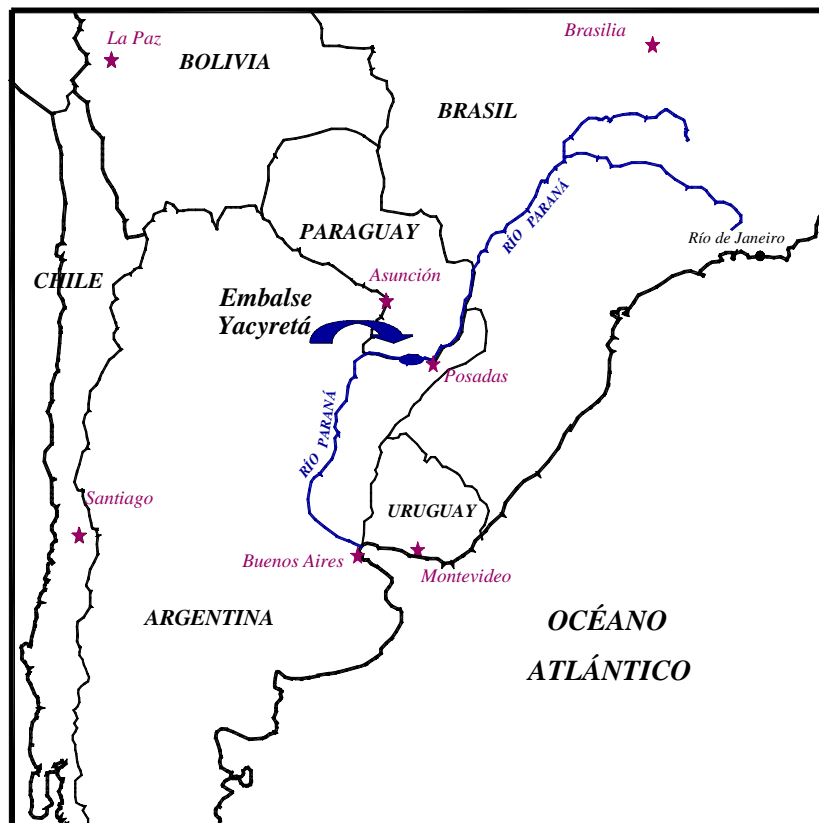 La Paz
Brasilia
BOLIVIA
BRASIL
RÍO PARANÁ
PARAGUAY
Río de Janeiro
CHILE
Asunción
Embalse
Yacyretá
Posadas
RÍO PARANÁ
Santiago
URUGUAY
Buenos Aires
Montevideo
ARGENTINA
OCÉANO
ATLÁNTICO